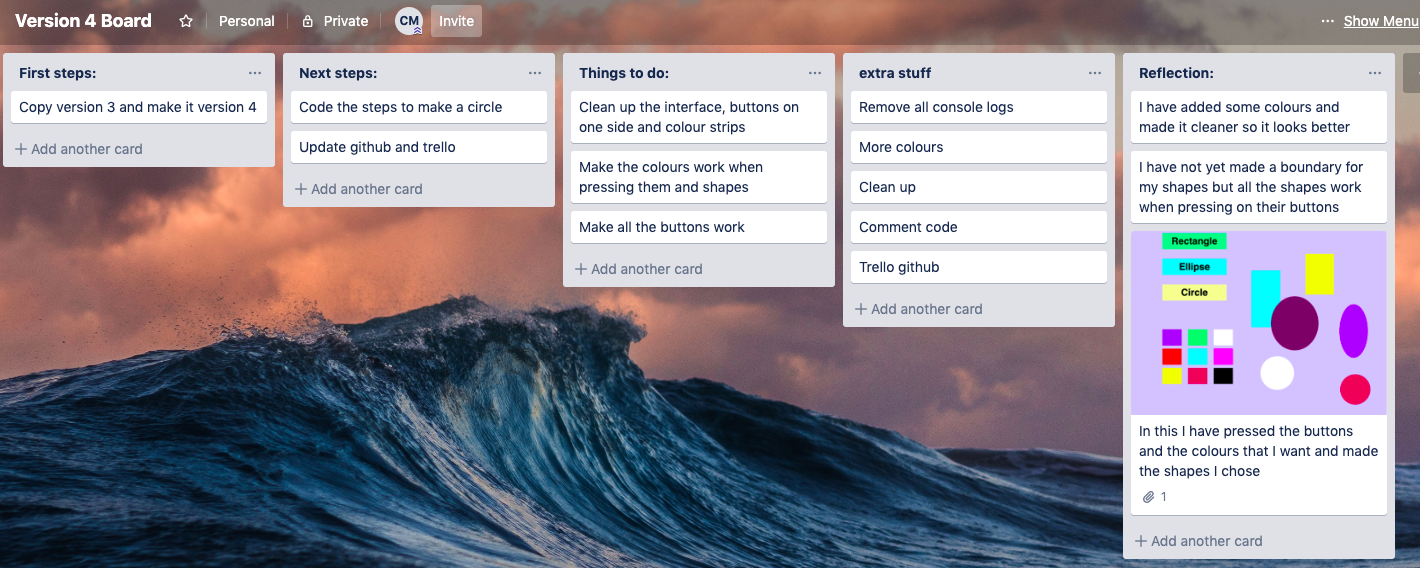 Version 4 Board
Personal
Private
CM
Invite
... Show Menu
First steps:
Copy version 3 and make it version 4
+ Add another card
Next steps:
Code the steps to make a circle
Update github and trello
+ Add another card
Things to do:
Clean up the interface, buttons on
one side and colour strips
Make the colours work when
pressing them and shapes
Make all the buttons work
+ Add another card
extra stuff
Remove all console logs
More colours
Clean up
Comment code
Trello github
+ Add another card
Reflection:
I have added some colours and
made it cleaner so it looks better
I have not yet made a boundary for
my shapes but all the shapes work
when pressing on their buttons
Rectangle
Ellipse
Circle
In this I have pressed the buttons
and the colours that I want and made
the shapes I chose
1
+ Add another card